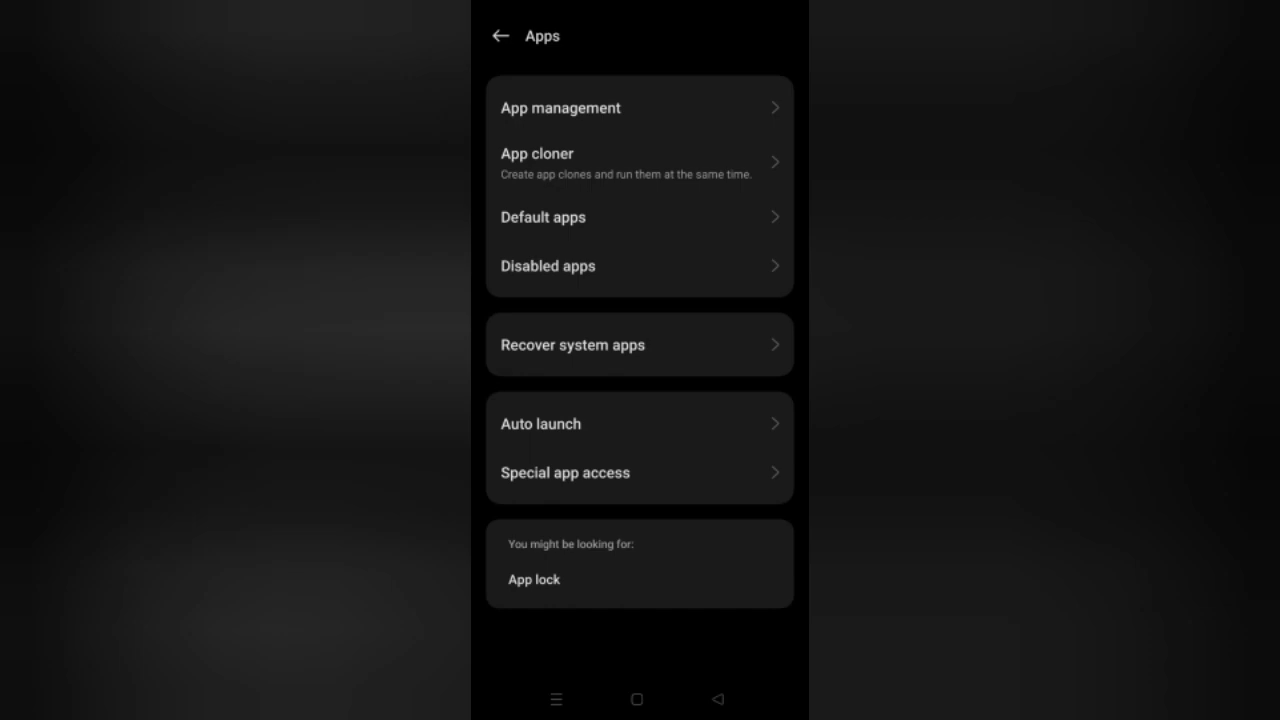 Apps
App management
App cloner
Create app clones and run them at the same time.
Default apps
Disabled apps
Recover system apps
Auto launch
Special app access
You might be looking for:
App lock